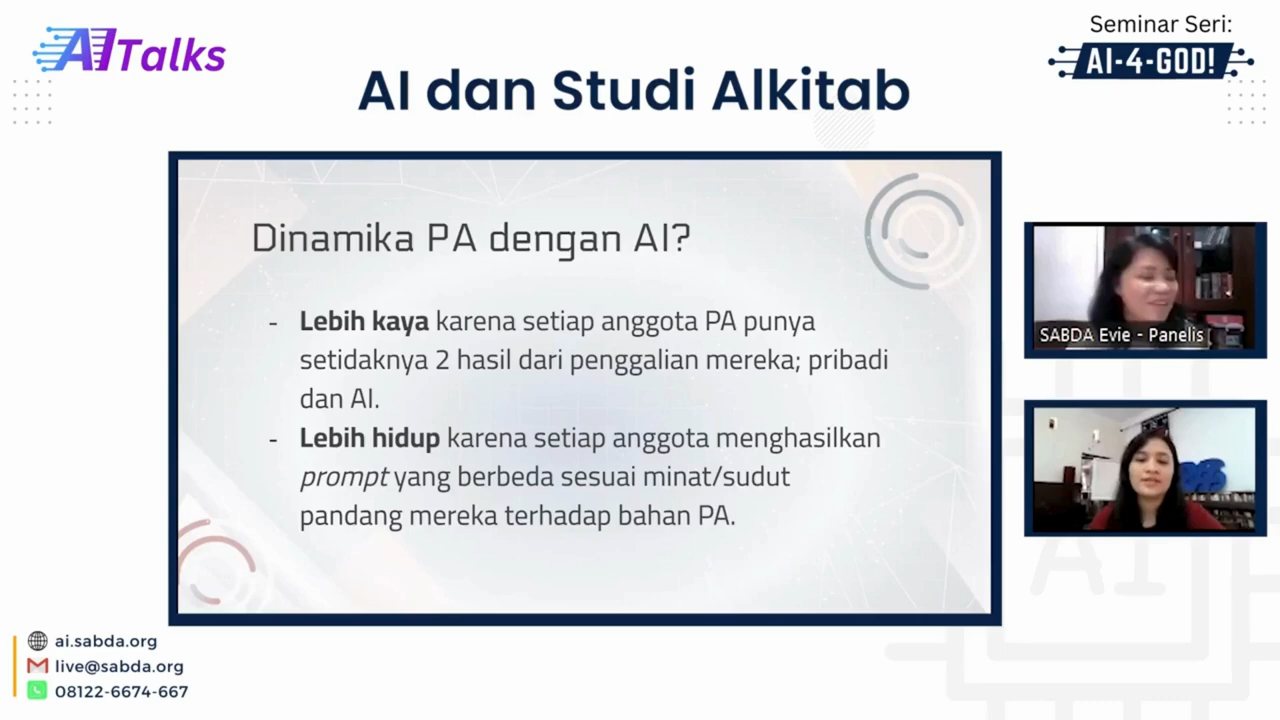 AI Talks
Seminar Seri:
AI-4-GOD!
AI dan Studi Alkitab
Dinamika PA dengan AI?
- Lebih kaya karena setiap anggota PA punya
setidaknya 2 hasil dari penggalian mereka; pribadi
dan AI.
- Lebih hidup karena setiap anggota menghasilkan
prompt yang berbeda sesuai minat/sudut
pandang mereka terhadap bahan PA.
SABDA Evie - Panelis
AI
ai.sabda.org
live@sabda.org
08122-6674-667